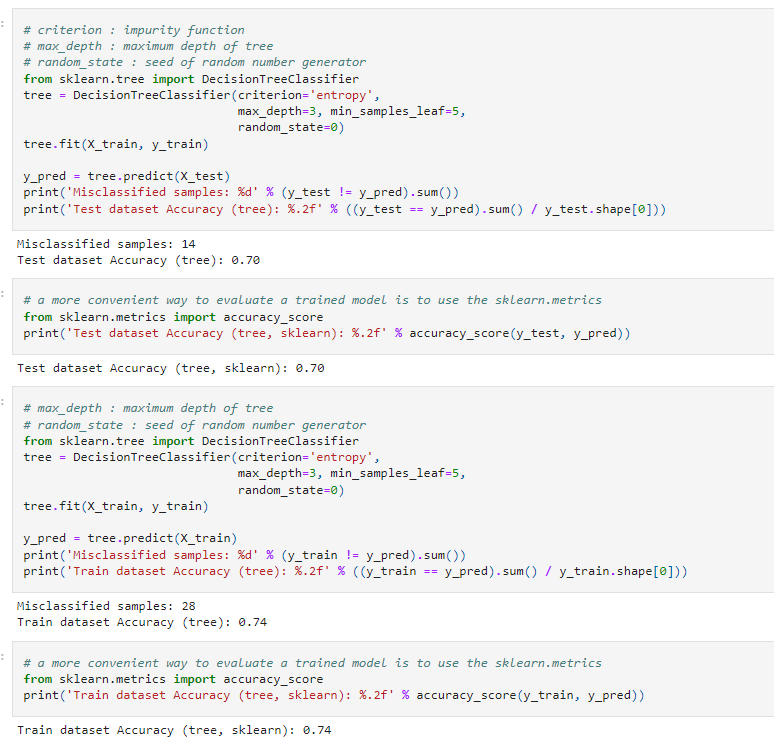 :
# criterion : impurity function
# max_depth : maximum depth of tree
# random_state : seed of random number generator
from sklearn.tree import DecisionTreeClassifier
tree = DecisionTreeClassifier(criterion='entropy',
                              max_depth=3, min_samples_leaf=5,
                              random_state=0)
tree.fit(X_train, y_train)

y_pred = tree.predict(X_test)
print('Misclassified samples: %d' % (y_test != y_pred).sum())
print('Test dataset Accuracy (tree): %.2f' % ((y_test == y_pred).sum() / y_test.shape[0]))
Misclassified samples: 14
Test dataset Accuracy (tree): 0.70
:
# a more convenient way to evaluate a trained model is to use the sklearn.metrics
from sklearn.metrics import accuracy_score
print('Test dataset Accuracy (tree, sklearn): %.2f' % accuracy_score(y_test, y_pred))
Test dataset Accuracy (tree, sklearn): 0.70
:
# max_depth : maximum depth of tree
# random_state : seed of random number generator
from sklearn.tree import DecisionTreeClassifier
tree = DecisionTreeClassifier(criterion='entropy',
                              max_depth=3, min_samples_leaf=5,
                              random_state=0)
tree.fit(X_train, y_train)

y_pred = tree.predict(X_train)
print('Misclassified samples: %d' % (y_train != y_pred).sum())
print('Train dataset Accuracy (tree): %.2f' % ((y_train == y_pred).sum() / y_train.shape[0]))
Misclassified samples: 28
Train dataset Accuracy (tree): 0.74
:
# a more convenient way to evaluate a trained model is to use the sklearn.metrics
from sklearn.metrics import accuracy_score
print('Train dataset Accuracy (tree, sklearn): %.2f' % accuracy_score(y_train, y_pred))
Train dataset Accuracy (tree, sklearn): 0.74